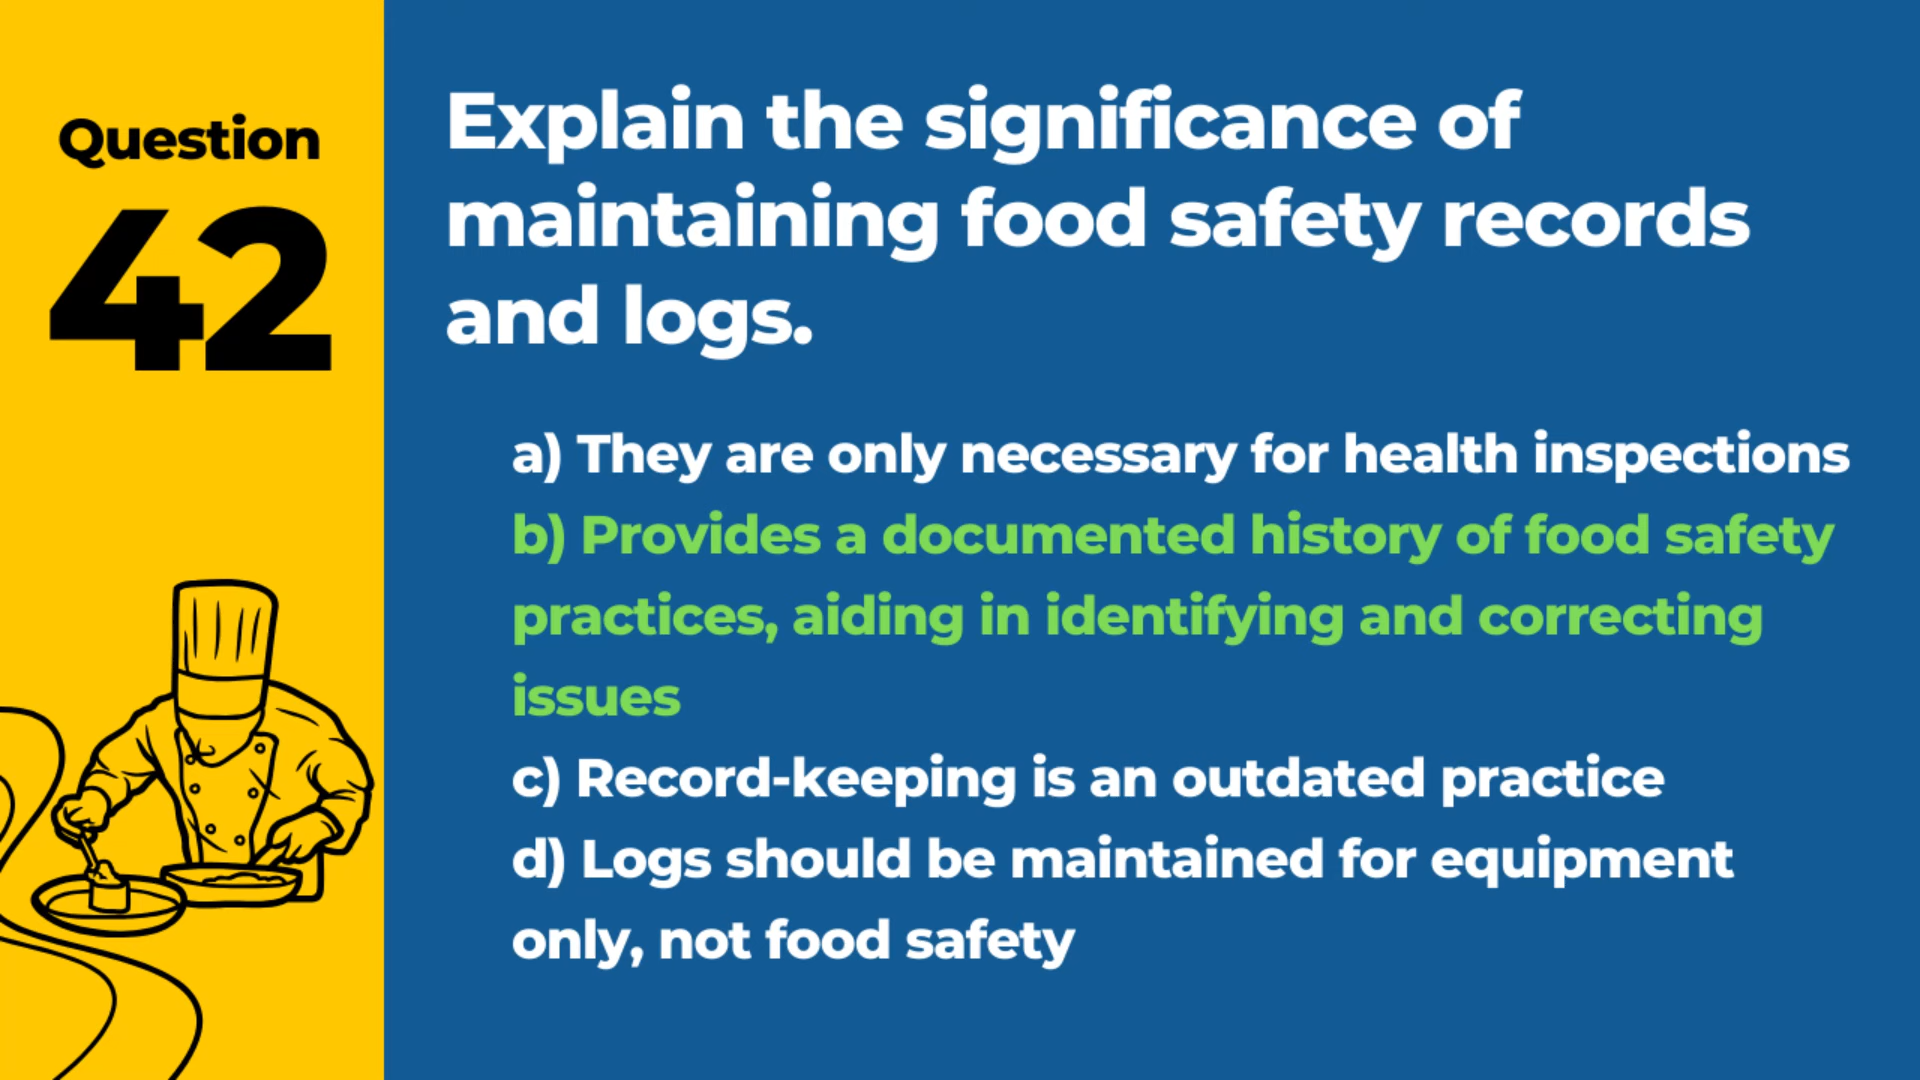 Question
42
Explain the significance of
maintaining food safety records
and logs.
a) They are only necessary for health inspections
b) Provides a documented history of food safety
practices, aiding in identifying and correcting
issues
c) Record-keeping is an outdated practice
d) Logs should be maintained for equipment
only, not food safety